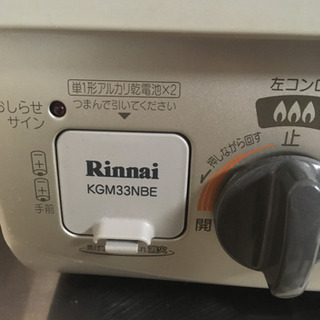 単1形アルカリ乾電池×2
つまんで引いてください
おしらせ
サイン
左コンロ
止
押しながら回す
開
Rinnai
KGM33NBE
手前